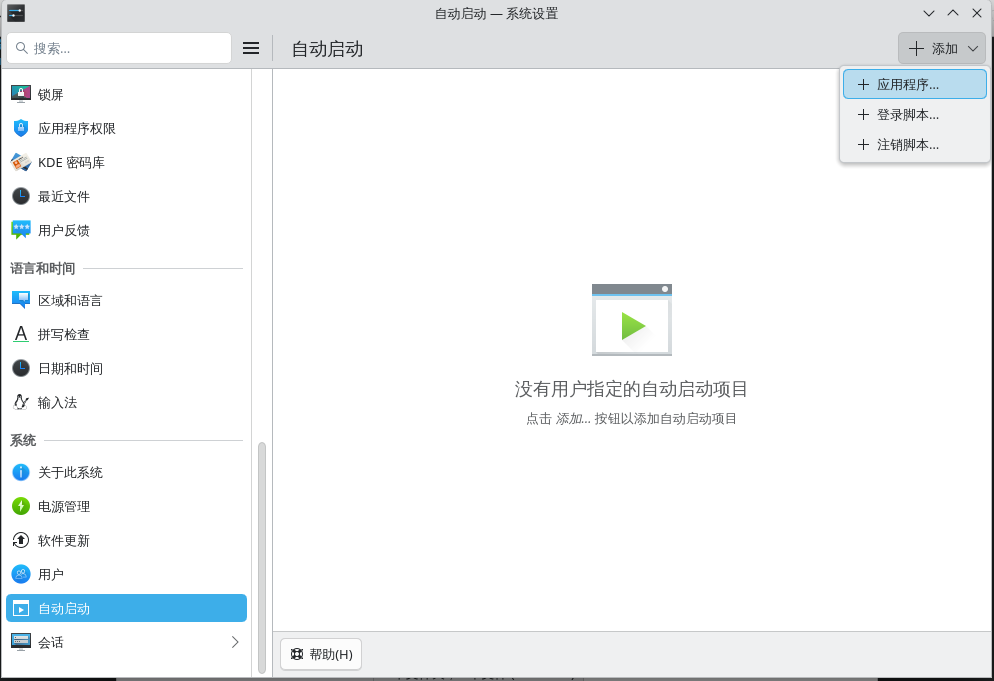 自动启动 — 系统设置
搜索...
自动启动
添加
应用程序...
登录脚本...
注销脚本...
锁屏
应用程序权限
KDE 密码库
最近文件
用户反馈
语言和时间
区域和语言
拼写检查
日期和时间
输入法
系统
关于此系统
电源管理
软件更新
用户
自动启动
会话
没有用户指定的自动启动项目
点击 添加... 按钮以添加自动启动项目
帮助(H)